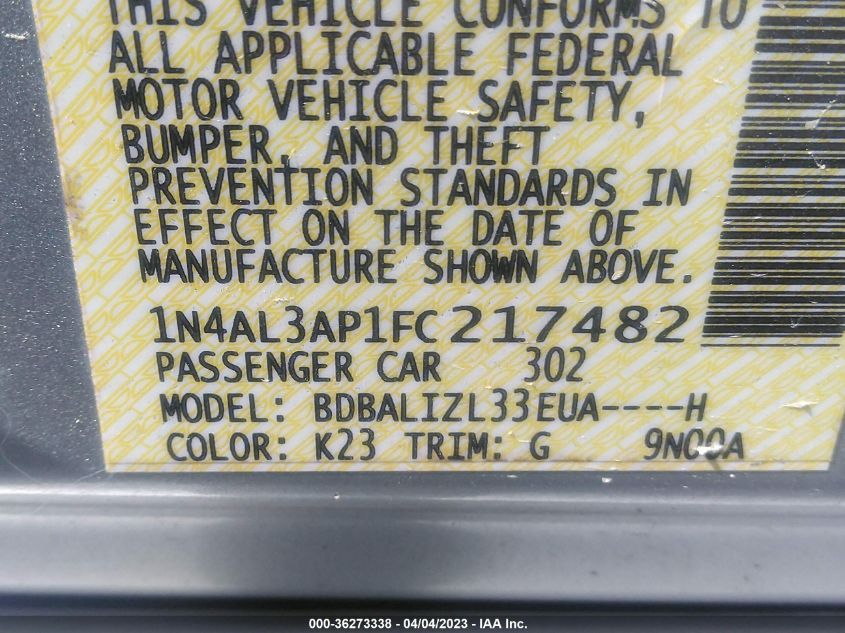 THIS VEHICLE CONFORMS TO
ALL APPLICABLE FEDERAL
MOTOR VEHICLE SAFETY,
BUMPER, AND THEFT
PREVENTION STANDARDS IN
EFFECT ON THE DATE OF
MANUFACTURE SHOWN ABOVE.
1N4AL3AP1FC217482
PASSENGER CAR 302
MODEL: BDBALIZL33EUA----H
COLOR: K23 TRIM: G 9N00A
000-36273338 - 04/04/2023 - IAA Inc.